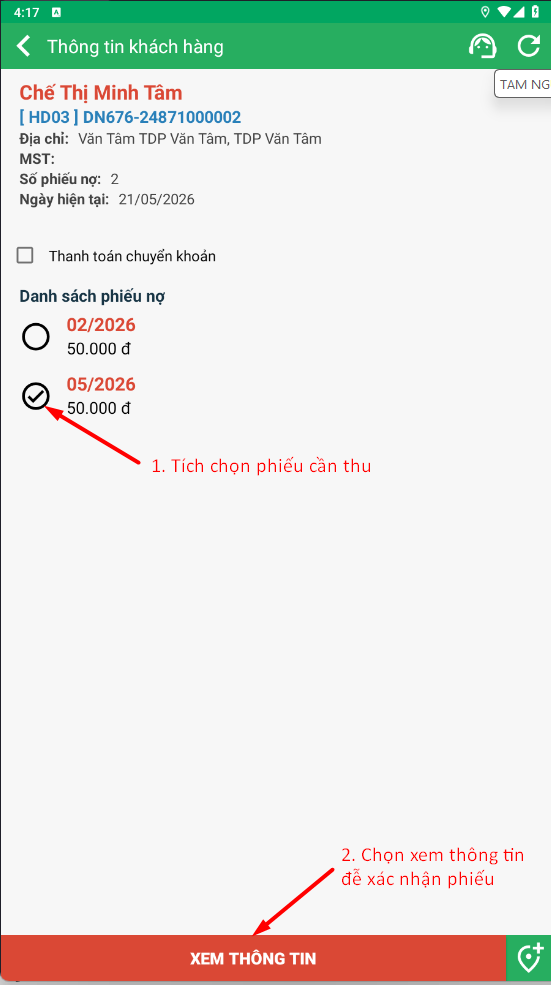 4:17
Thông tin khách hàng
TAM NG
Chế Thị Minh Tâm
[ HD03 ] DN676-24871000002
Địa chỉ: Văn Tâm TDP Văn Tâm, TDP Văn Tâm
MST:
Số phiếu nợ: 2
Ngày hiện tại: 21/05/2026
Thanh toán chuyển khoản
Danh sách phiếu nợ
02/2026
50.000 đ
05/2026
50.000 đ
1. Tích chọn phiếu cần thu
2. Chọn xem thông tin
đễ xác nhận phiếu
XEM THÔNG TIN